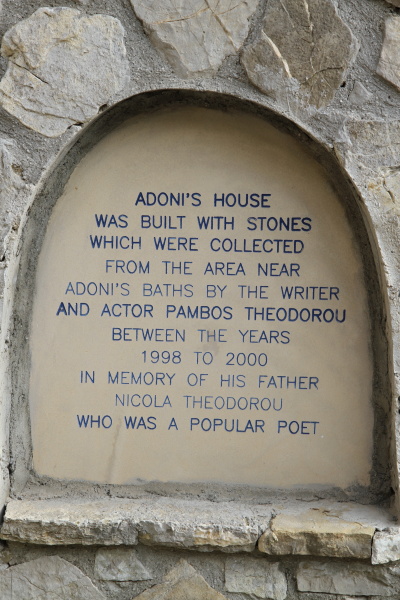 ADONI'S HOUSE
WAS BUILT WITH STONES
WHICH WERE COLLECTED
FROM THE AREA NEAR
ADONI'S BATHS BY THE WRITER
AND ACTOR PAMBOS THEODOROU
BETWEEN THE YEARS
1998 TO 2000
IN MEMORY OF HIS FATHER
NICOLA THEODOROU
WHO WAS A POPULAR POET